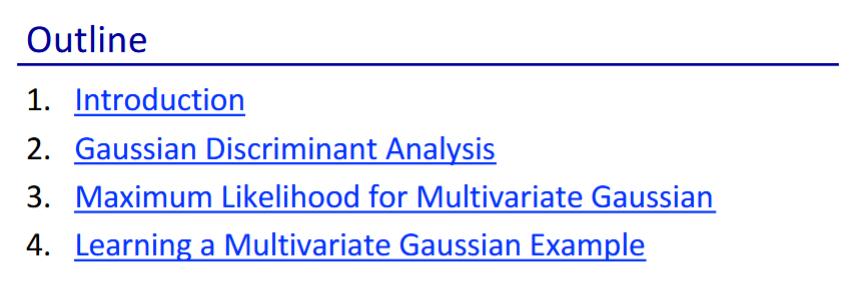 Outline
1. Introduction
2. Gaussian Discriminant Analysis
3. Maximum Likelihood for Multivariate Gaussian
4. Learning a Multivariate Gaussian Example